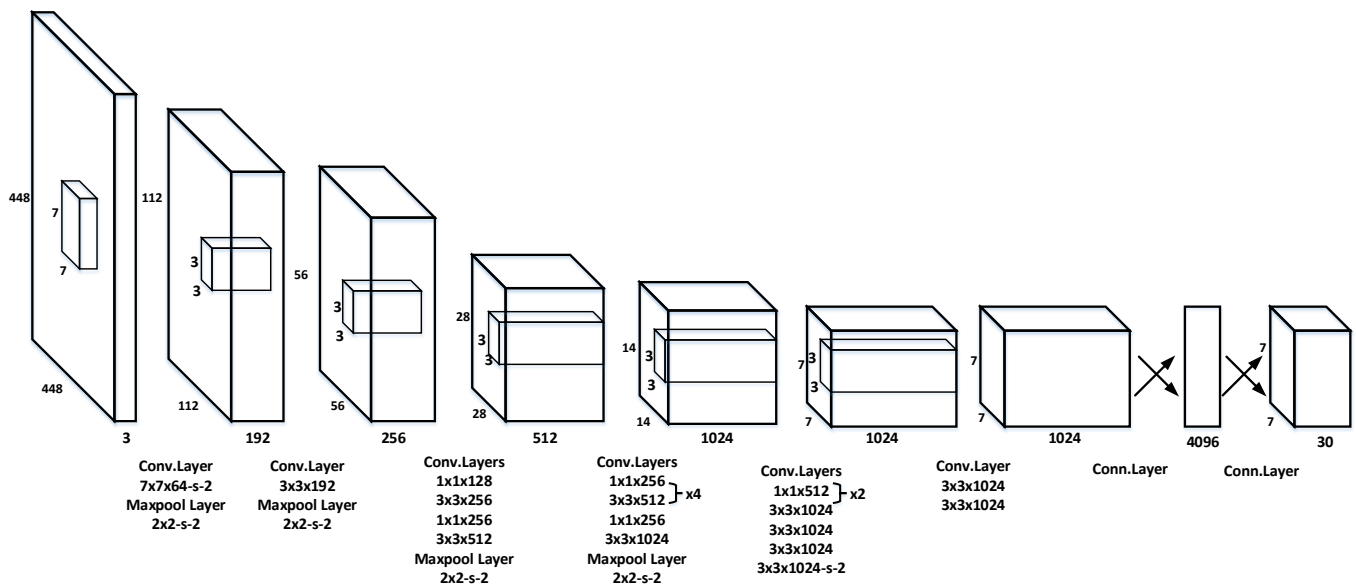 448
7
7
448
3
112
3
3
112
192
56
3
3
56
256
28
3
3
28
512
14
3
3
14
1024
7
3
3
7
1024
7
7
1024
4096
7
7
30
Conv.Layer
7x7x64-s-2
Maxpool Layer
2x2-s-2
Conv.Layer
3x3x192
Maxpool Layer
2x2-s-2
Conv.Layers
1x1x128
3x3x256
1x1x256
3x3x512
Maxpool Layer
2x2-s-2
Conv.Layers
1x1x256
3x3x512
x4
1x1x256
3x3x1024
Maxpool Layer
2x2-s-2
Conv.Layers
1x1x512
x2
3x3x1024
3x3x1024
3x3x1024
3x3x1024-s-2
Conv.Layer
3x3x1024
3x3x1024
Conn.Layer
Conn.Layer